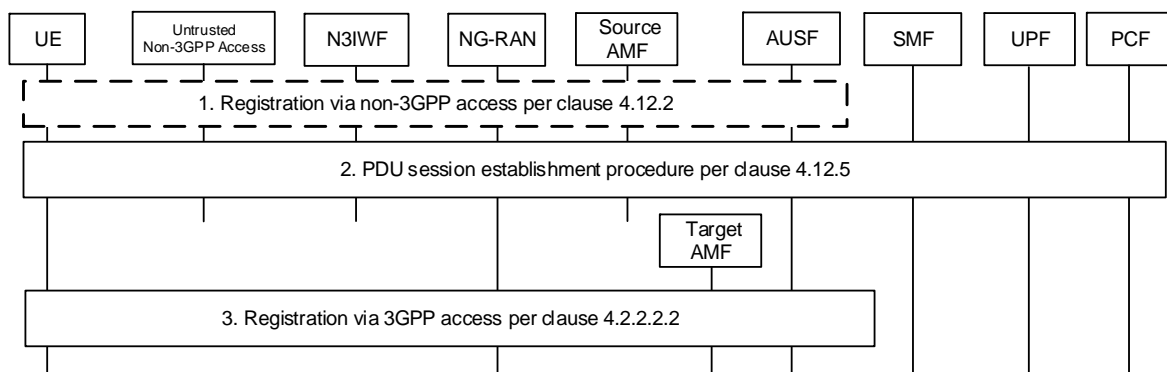 UE
Untrusted
Non-3GPP Access
N3IWF
NG-RAN
Source
AMF
AUSF
SMF
UPF
PCF
1. Registration via non-3GPP access per clause 4.12.2
2. PDU session establishment procedure per clause 4.12.5
Target
AMF
3. Registration via 3GPP access per clause 4.2.2.2.2